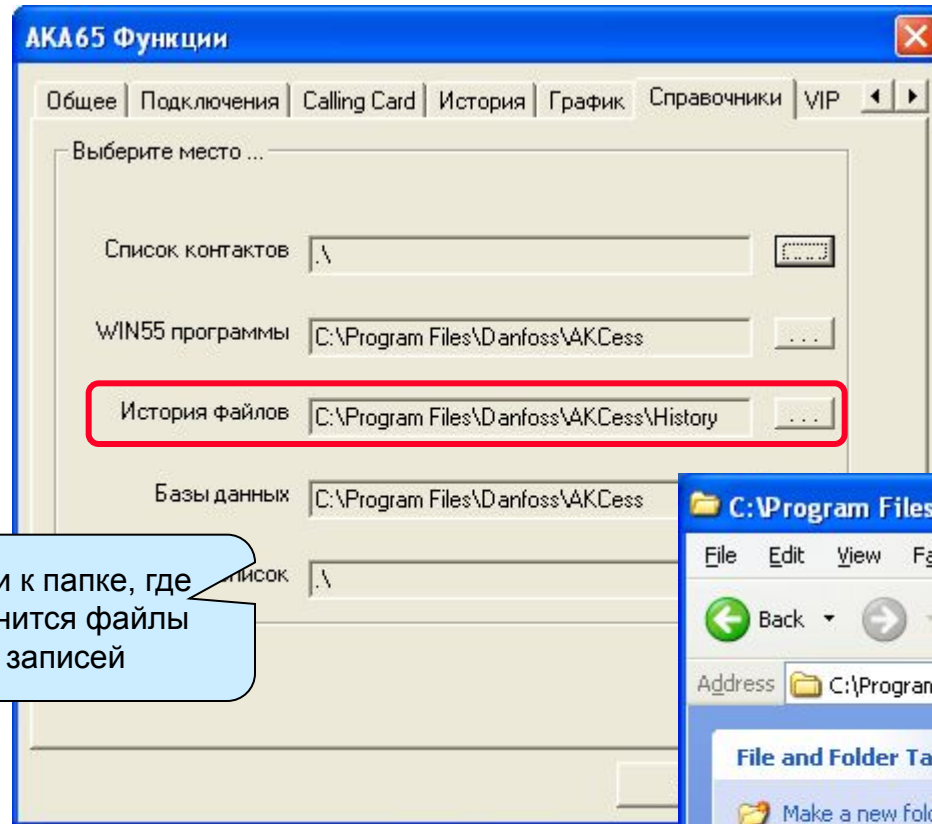 АКА65 Функции
Общее Подключения Calling Card История График Справочники VIP
Выберите место ...
Список контактов .\ ...
WIN55 программы C:\Program Files\Danfoss\AKCess ...
История файлов C:\Program Files\Danfoss\AKCess\History ...
Базы данных C:\Program Files\Danfoss\AKCess
писок .\
и к папке, где
нится файлы
записей
C:\Program Files
File Edit View Fa
Back
Address C:\Program
File and Folder Ta
Make a new fol